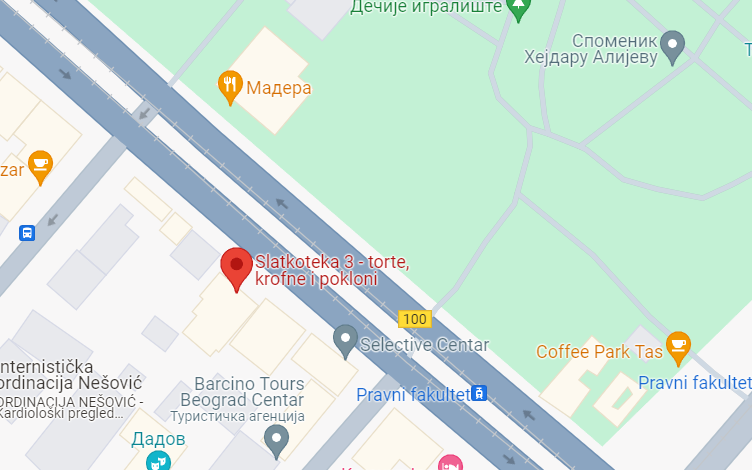 Дечије игралиште
Споменик
Хејдару Алијеву
Мадера
zar
Slatkoteka 3 - torte,
krofne i pokloni
100
Selective Centar
Coffee Park Tas
nternistička
ordinacija Nešović
ORDINACIJA NEŠOVIĆ -
Kardiološki pregled...
Barcino Tours
Beograd Centar
Туристичка агенција
Pravni fakultet
Pravni fakultet
Дадов